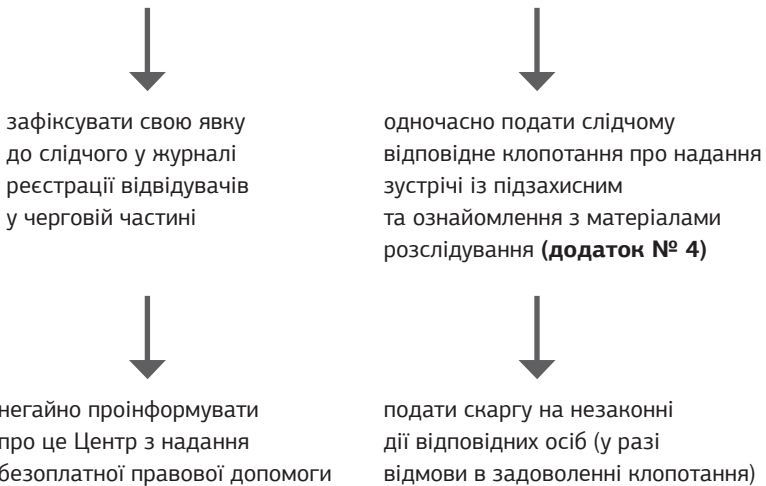 зафіксувати свою явку
до слідчого у журналі
реєстрації відвідувачів
у черговій частині
одночасно подати слідчому
відповідне клопотання про надання
зустрічі із підзахисним
та ознайомлення з матеріалами
розслідування (додаток № 4)
негайно проінформувати
про це Центр з надання
безоплатної правової допомоги
подати скаргу на незаконні
дії відповідних осіб (у разі
відмови в задоволенні клопотання)